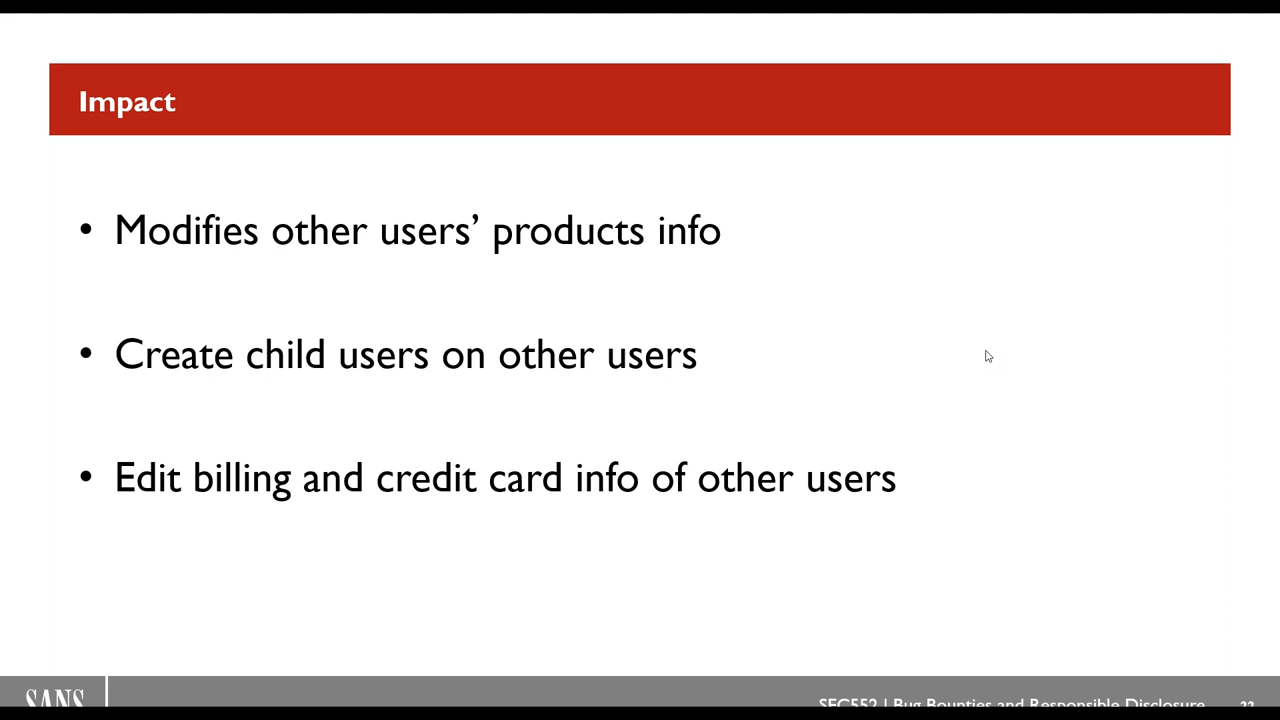 Impact
• Modifies other users’ products info
• Create child users on other users
• Edit billing and credit card info of other users
SANS
SEC552 | Bug Bounties and Responsible Disclosure
22